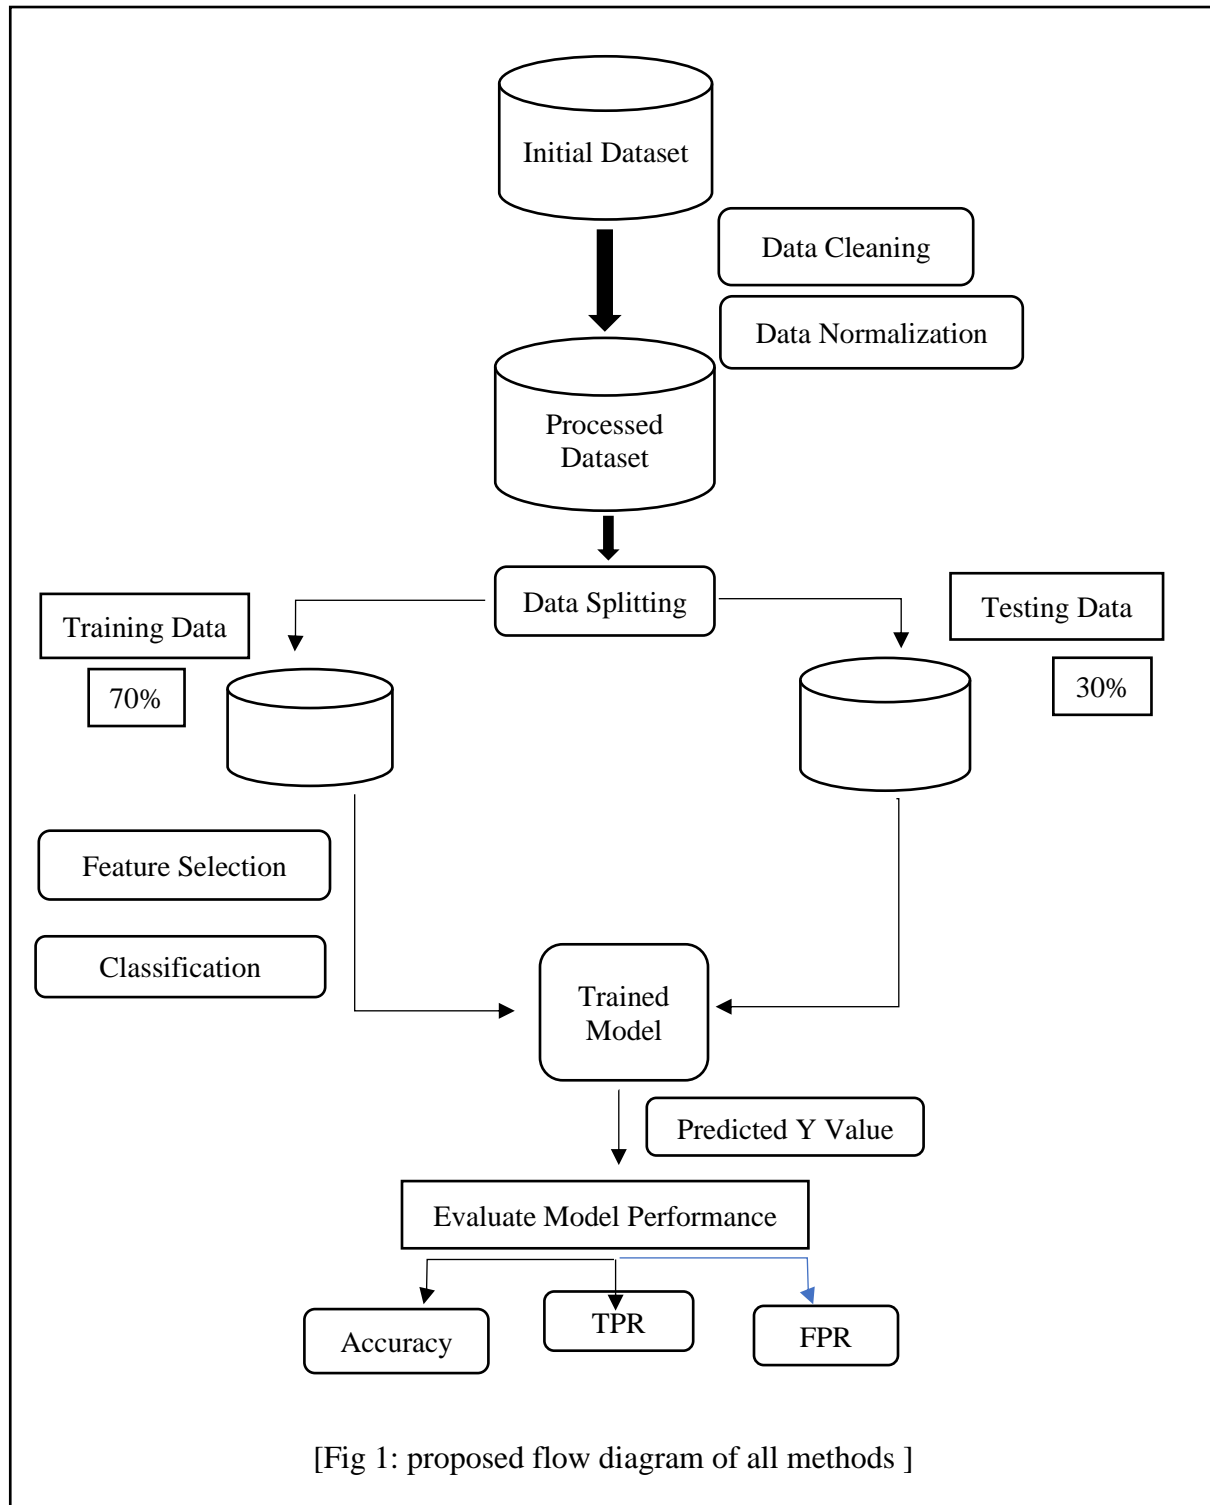 Initial Dataset
Data Cleaning
Data Normalization
Processed
Dataset
Data Splitting
Training Data
70%
Testing Data
30%
Feature Selection
Classification
Trained
Model
Predicted Y Value
Evaluate Model Performance
Accuracy
TPR
FPR
[Fig 1: proposed flow diagram of all methods ]